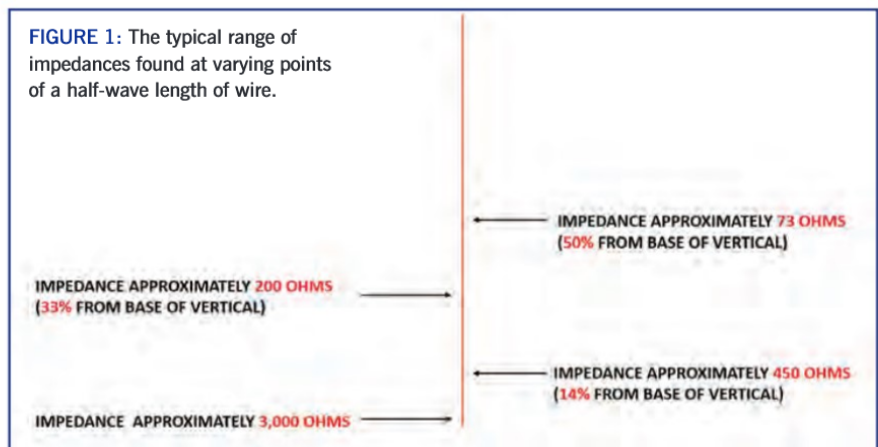 FIGURE 1: The typical range of
impedances found at varying points
of a half-wave length of wire.
IMPEDANCE APPROXIMATELY 73 OHMS
(50% FROM BASE OF VERTICAL)
IMPEDANCE APPROXIMATELY 200 OHMS
(33% FROM BASE OF VERTICAL)
IMPEDANCE APPROXIMATELY 450 OHMS
(14% FROM BASE OF VERTICAL)
IMPEDANCE APPROXIMATELY 3,000 OHMS